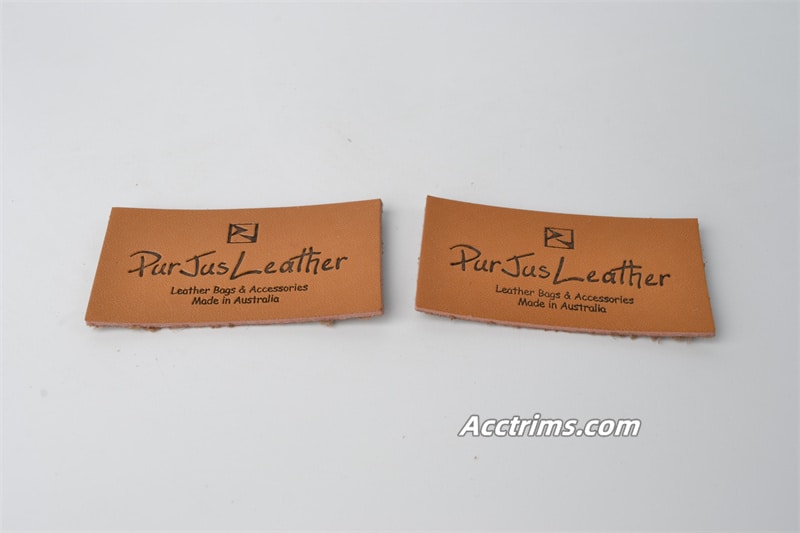 PurJusLeather
Leather Bags & Accessories
Made in Australia
PurJusLeather
Leather Bags & Accessories
Made in Australia
Acctrims.com